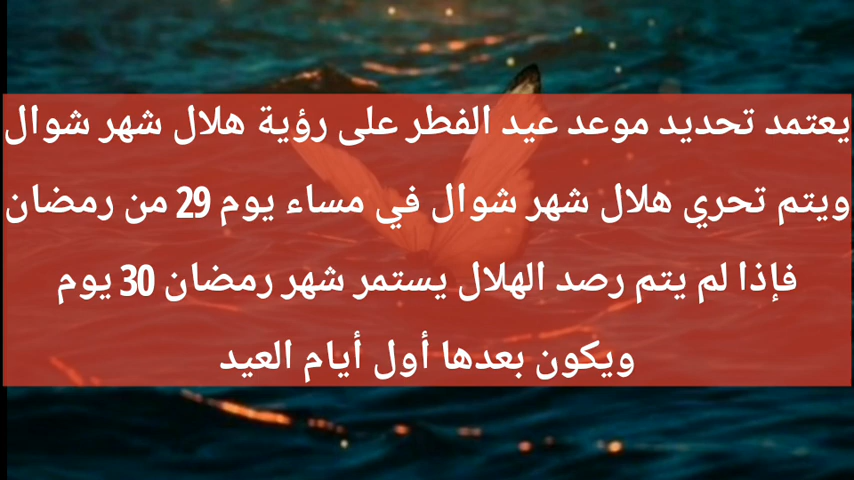 يعتمد تحديد موعد عيد الفطر على رؤية هلال شهر شوال
ويتم تحري هلال شهر شوال في مساء يوم 29 من رمضان
فإذا لم يتم رصد الهلال يستمر شهر رمضان 30 يوم
ويكون بعدها أول أيام العيد